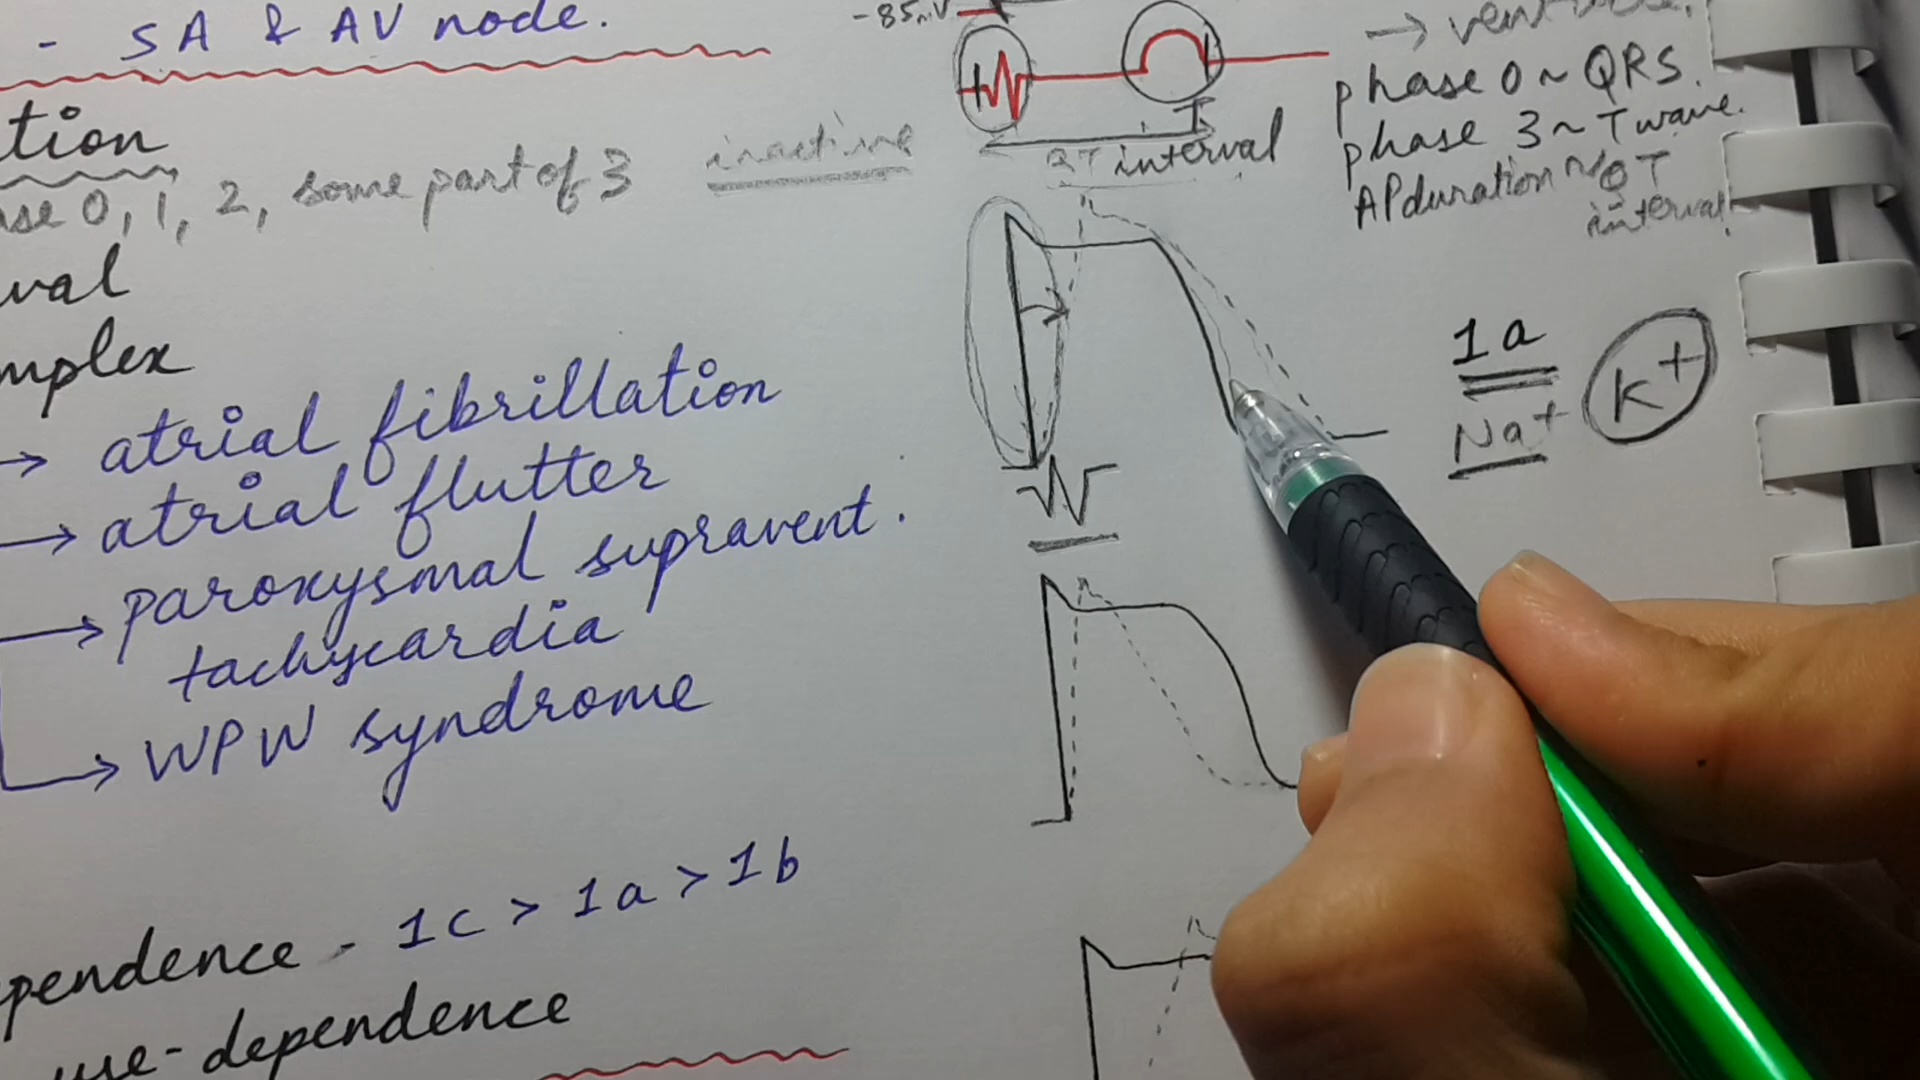 - SA & AV node.
tion
ase 0, 1, 2, some part of 3 inactive
val
mplex
→ atrial fibrillation
→ atrial flutter
→ paroxysmal supravent.
tachycardia
→ WPW syndrome
pendence - 1c > 1a > 1b
use-dependence
-85mV
T
QT interval
→ ventricle.
phase 0 ~ QRS.
phase 3 ~ T wave.
AP duration ~ QT
interval
1a
Na+
K+